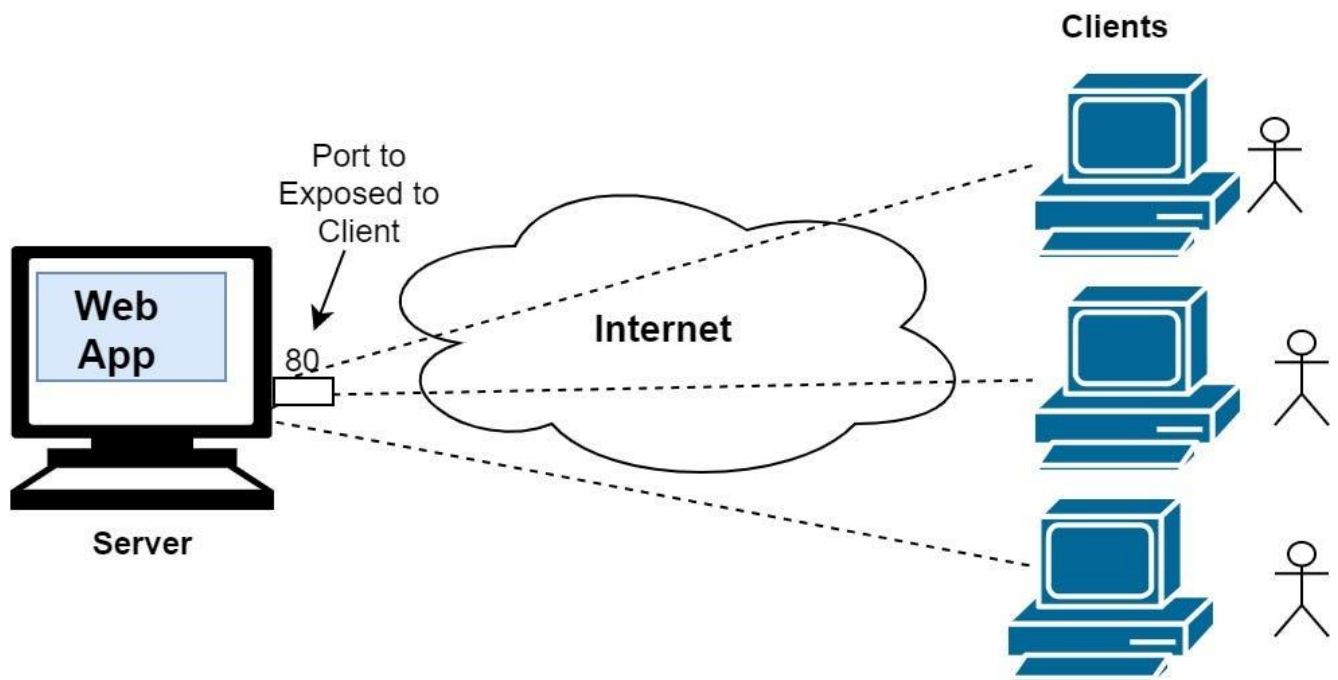 Clients
Port to
Exposed to
Client
Web
App
80
Internet
Server